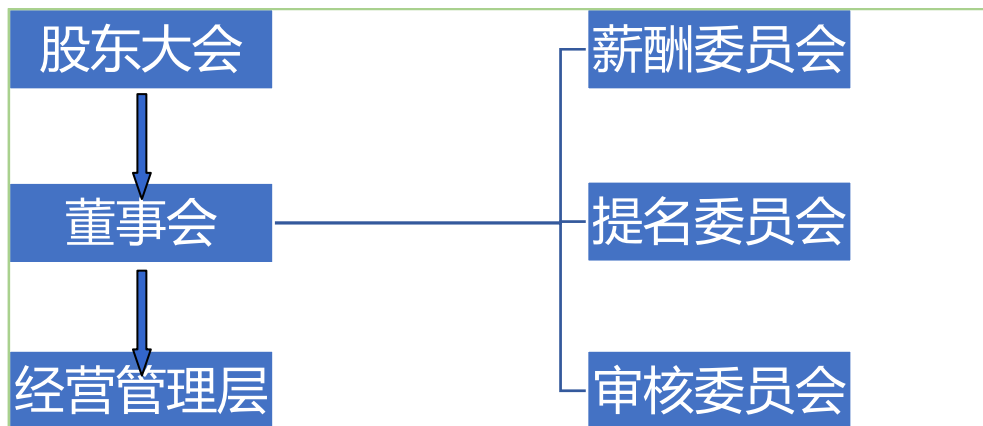 股东大会
薪酬委员会
董事会
提名委员会
经营管理层
审核委员会